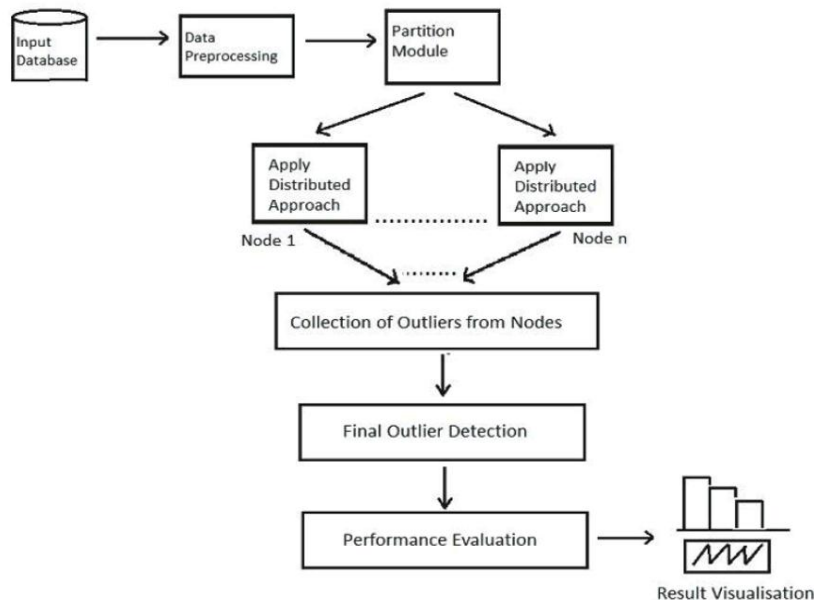 Input
Database
Data
Preprocessing
Partition
Module
Apply
Distributed
Approach
Apply
Distributed
Approach
Node 1
Node n
Collection of Outliers from Nodes
Final Outlier Detection
Performance Evaluation
Result Visualisation